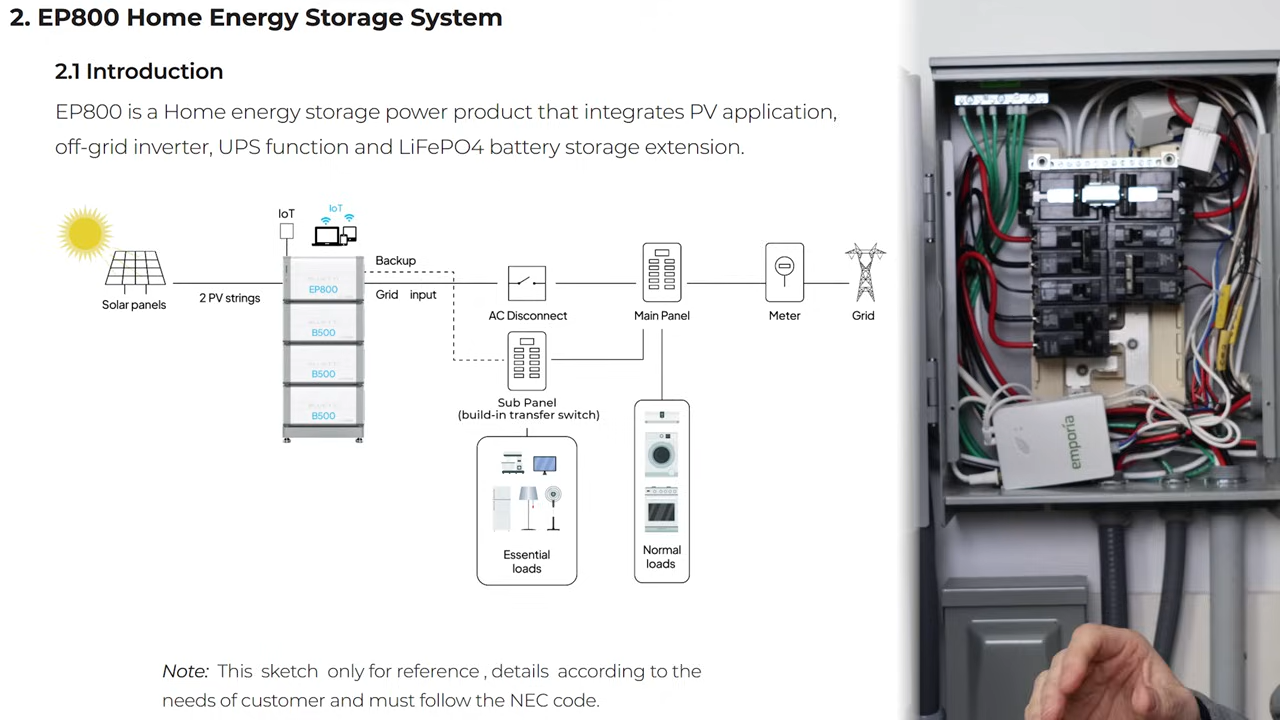 2. EP800 Home Energy Storage System
2.1 Introduction
EP800 is a Home energy storage power product that integrates PV application,
off-grid inverter, UPS function and LiFePO4 battery storage extension.
IoT
IoT
Backup
EP800
Grid input
Solar panels
2 PV strings
AC Disconnect
Main Panel
Meter
Grid
B500
B500
B500
Sub Panel
(build-in transfer switch)
Essential
loads
Normal
loads
Note: This sketch only for reference , details according to the
needs of customer and must follow the NEC code.
emporia